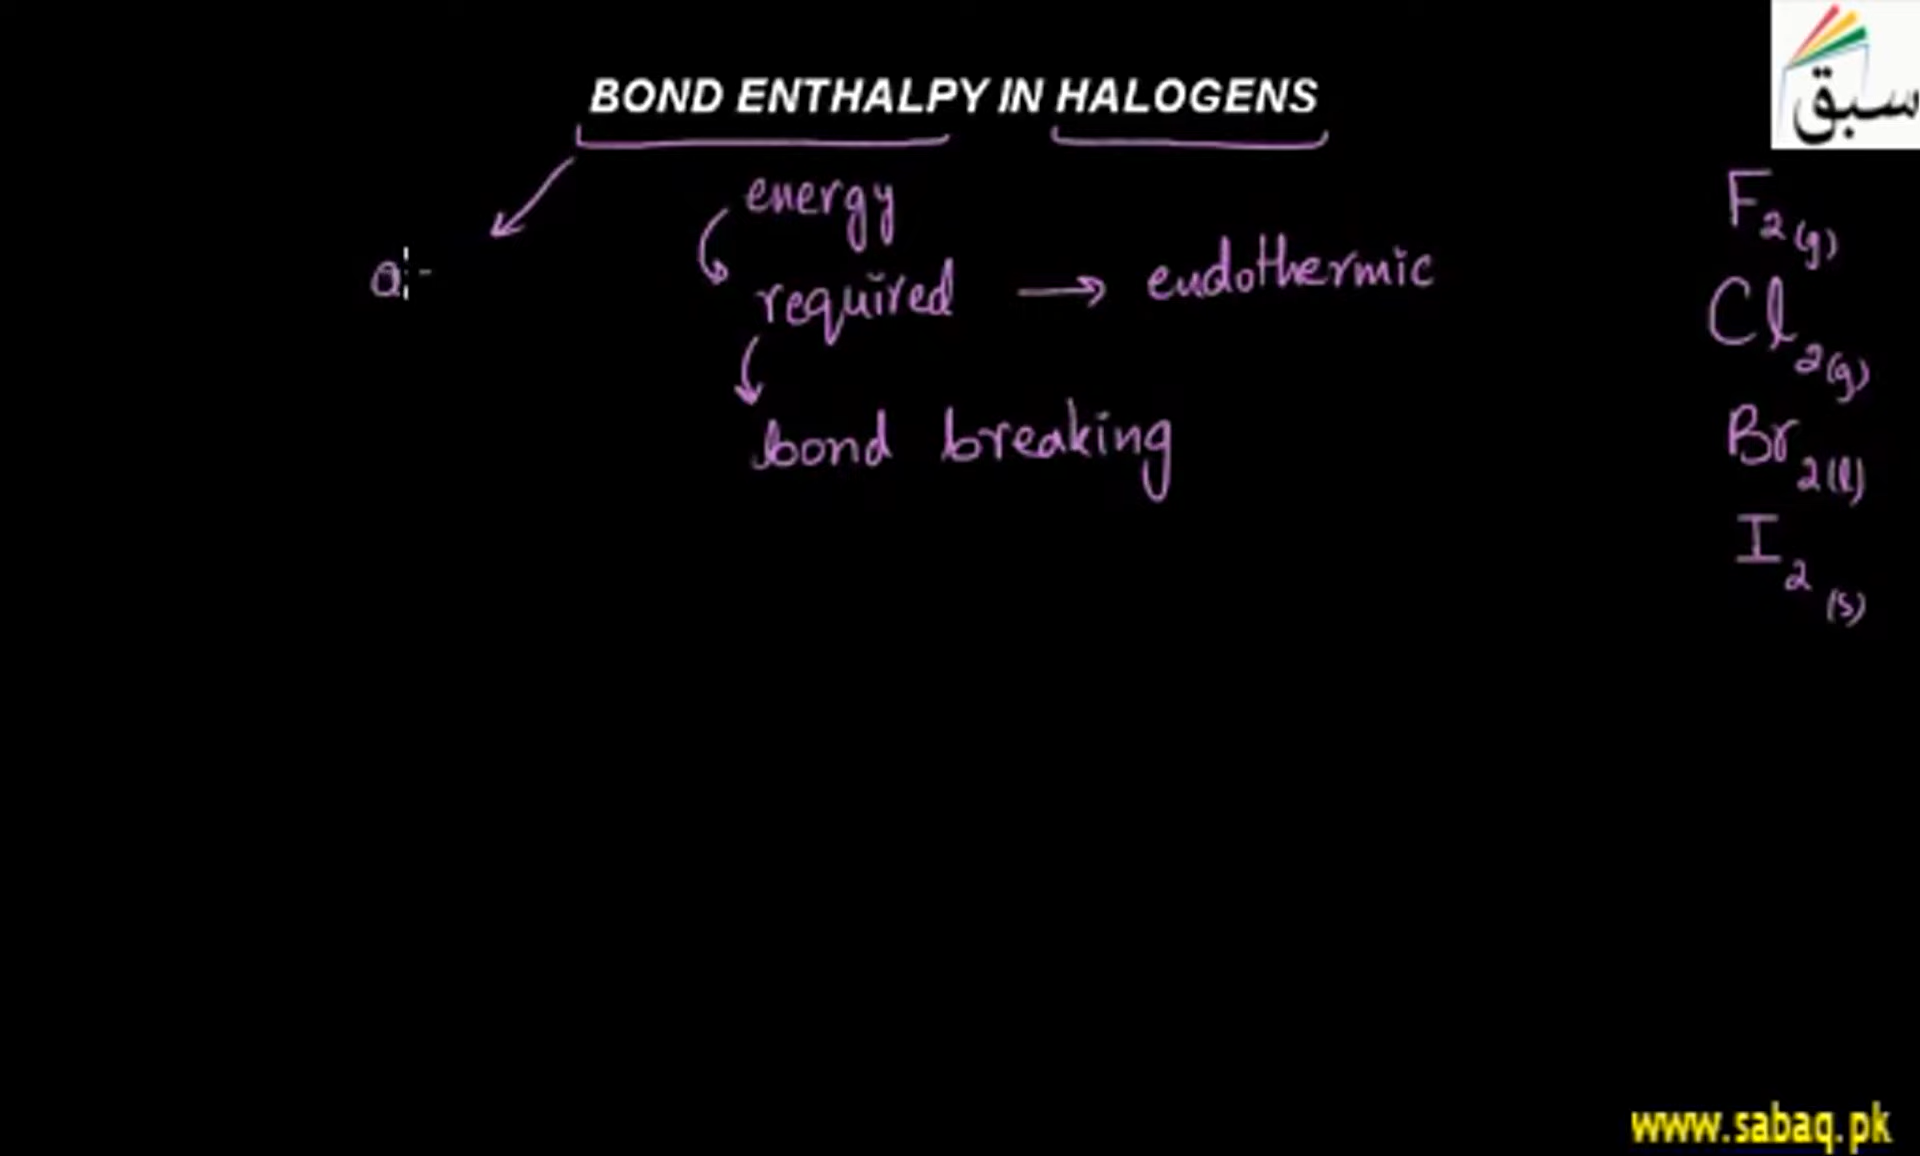 سبق
BOND ENTHALPY IN HALOGENS
energy
required → endothermic
bond breaking
a
F2(g)
Cl2(g)
Br2(l)
I2(s)
www.sabaq.pk